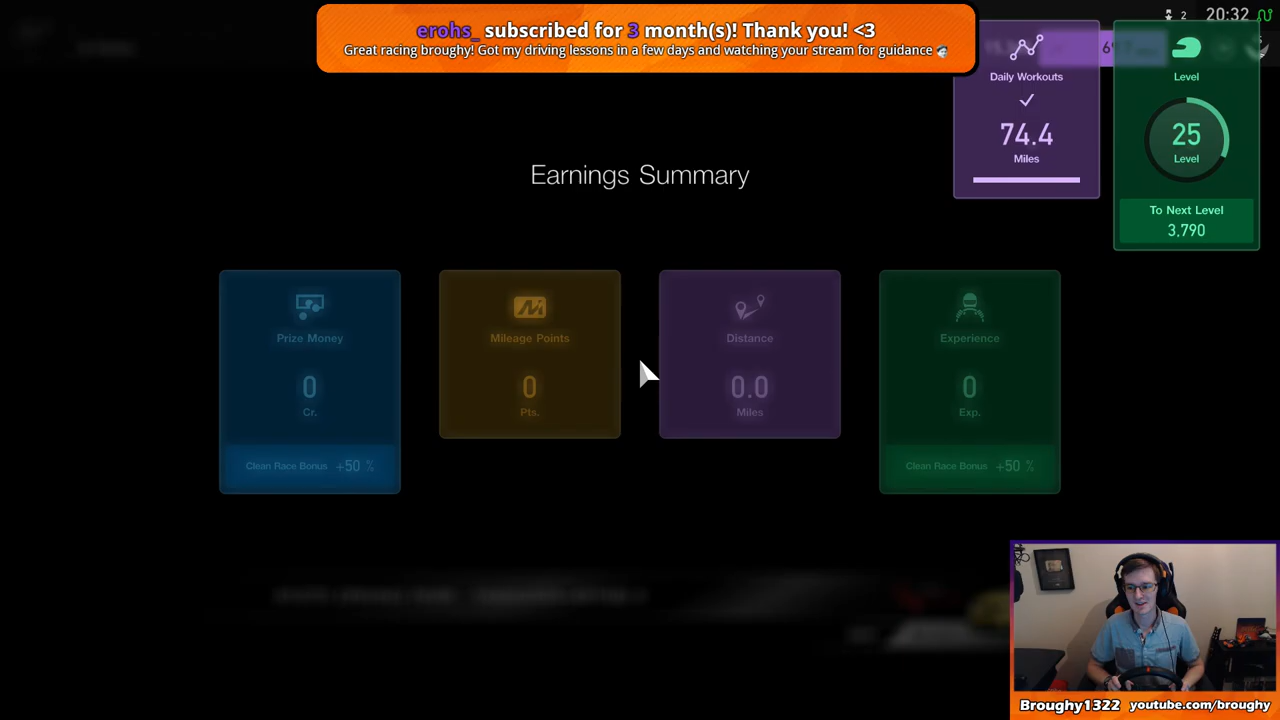 erohs_ subscribed for 3 month(s)! Thank you! <3
Great racing broughy! Got my driving lessons in a few days and watching your stream for guidance
2
20:32
Daily Workouts
74.4
Miles
Level
25
Level
To Next Level
3,790
Earnings Summary
Prize Money
0
Cr.
Clean Race Bonus +50 %
Mileage Points
0
Pts.
Distance
0.0
Miles
Experience
0
Exp.
Clean Race Bonus +50 %
Broughy1322 youtube.com/broughy